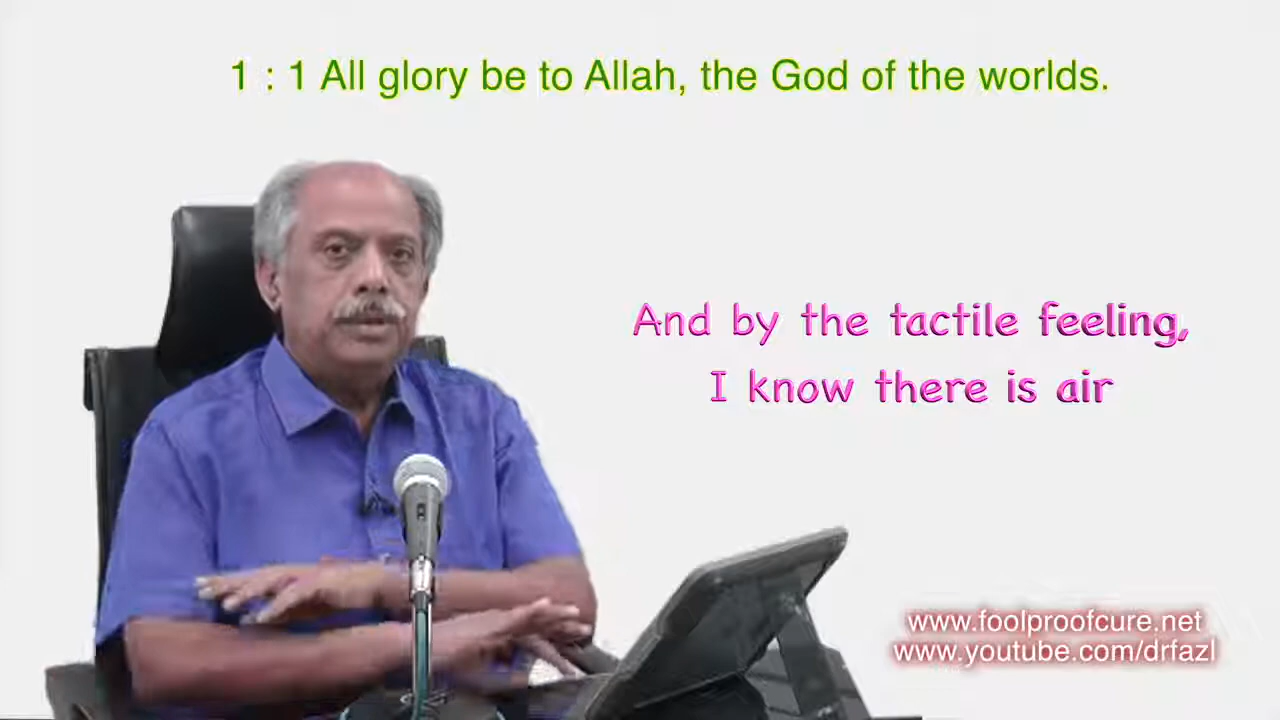 1 : 1 All glory be to Allah, the God of the worlds.
And by the tactile feeling,
I know there is air
www.foolproofcure.net
www.youtube.com/drfazl